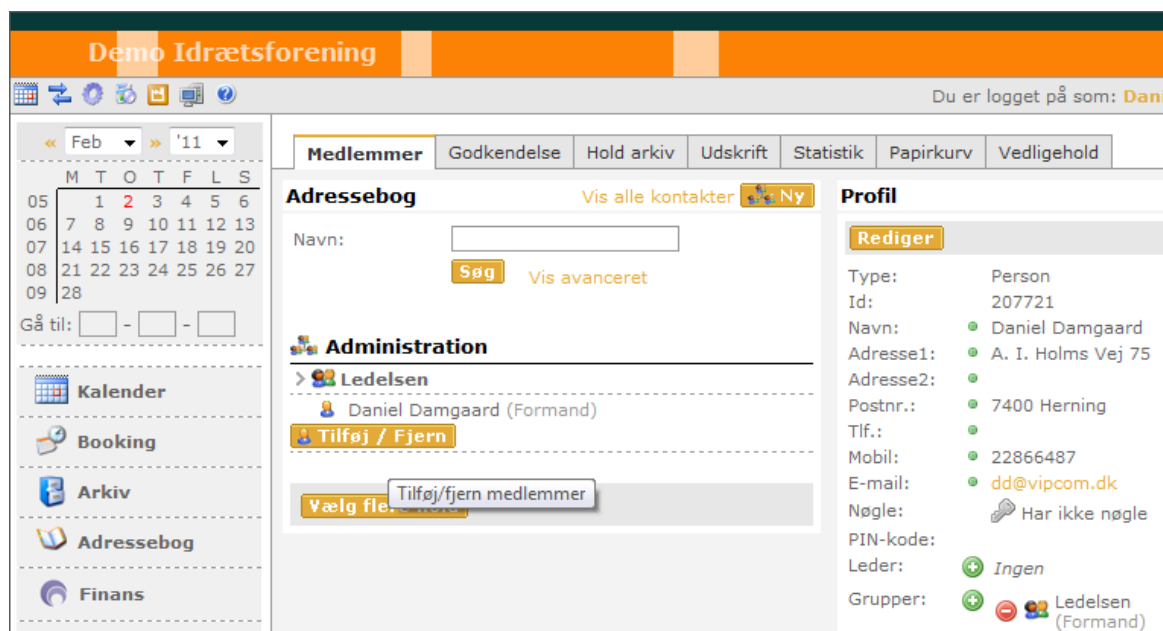 Demo Idrætsforening
Du er logget på som: Dani
« Feb » '11
M T O T F L S
05 1 2 3 4 5 6
06 7 8 9 10 11 12 13
07 14 15 16 17 18 19 20
08 21 22 23 24 25 26 27
09 28
Gå til: - -
Kalender
Booking
Arkiv
Adressebog
Finans
Medlemmer Godkendelse Hold arkiv Udskrift Statistik Papirkurv Vedligehold
Adressebog Vis alle kontakter Ny
Navn:
Søg Vis avanceret
Administration
> Ledelsen
Daniel Damgaard (Formand)
Tilføj / Fjern
Tilføj/fjern medlemmer
Vælg
Profil
Rediger
Type: Person
Id: 207721
Navn: Daniel Damgaard
Adresse1: A. I. Holms Vej 75
Adresse2:
Postnr.: 7400 Herning
Tlf.:
Mobil: 22866487
E-mail: dd@vipcom.dk
Nøgle: Har ikke nøgle
PIN-kode:
Leder: Ingen
Grupper: Ledelsen
(Formand)